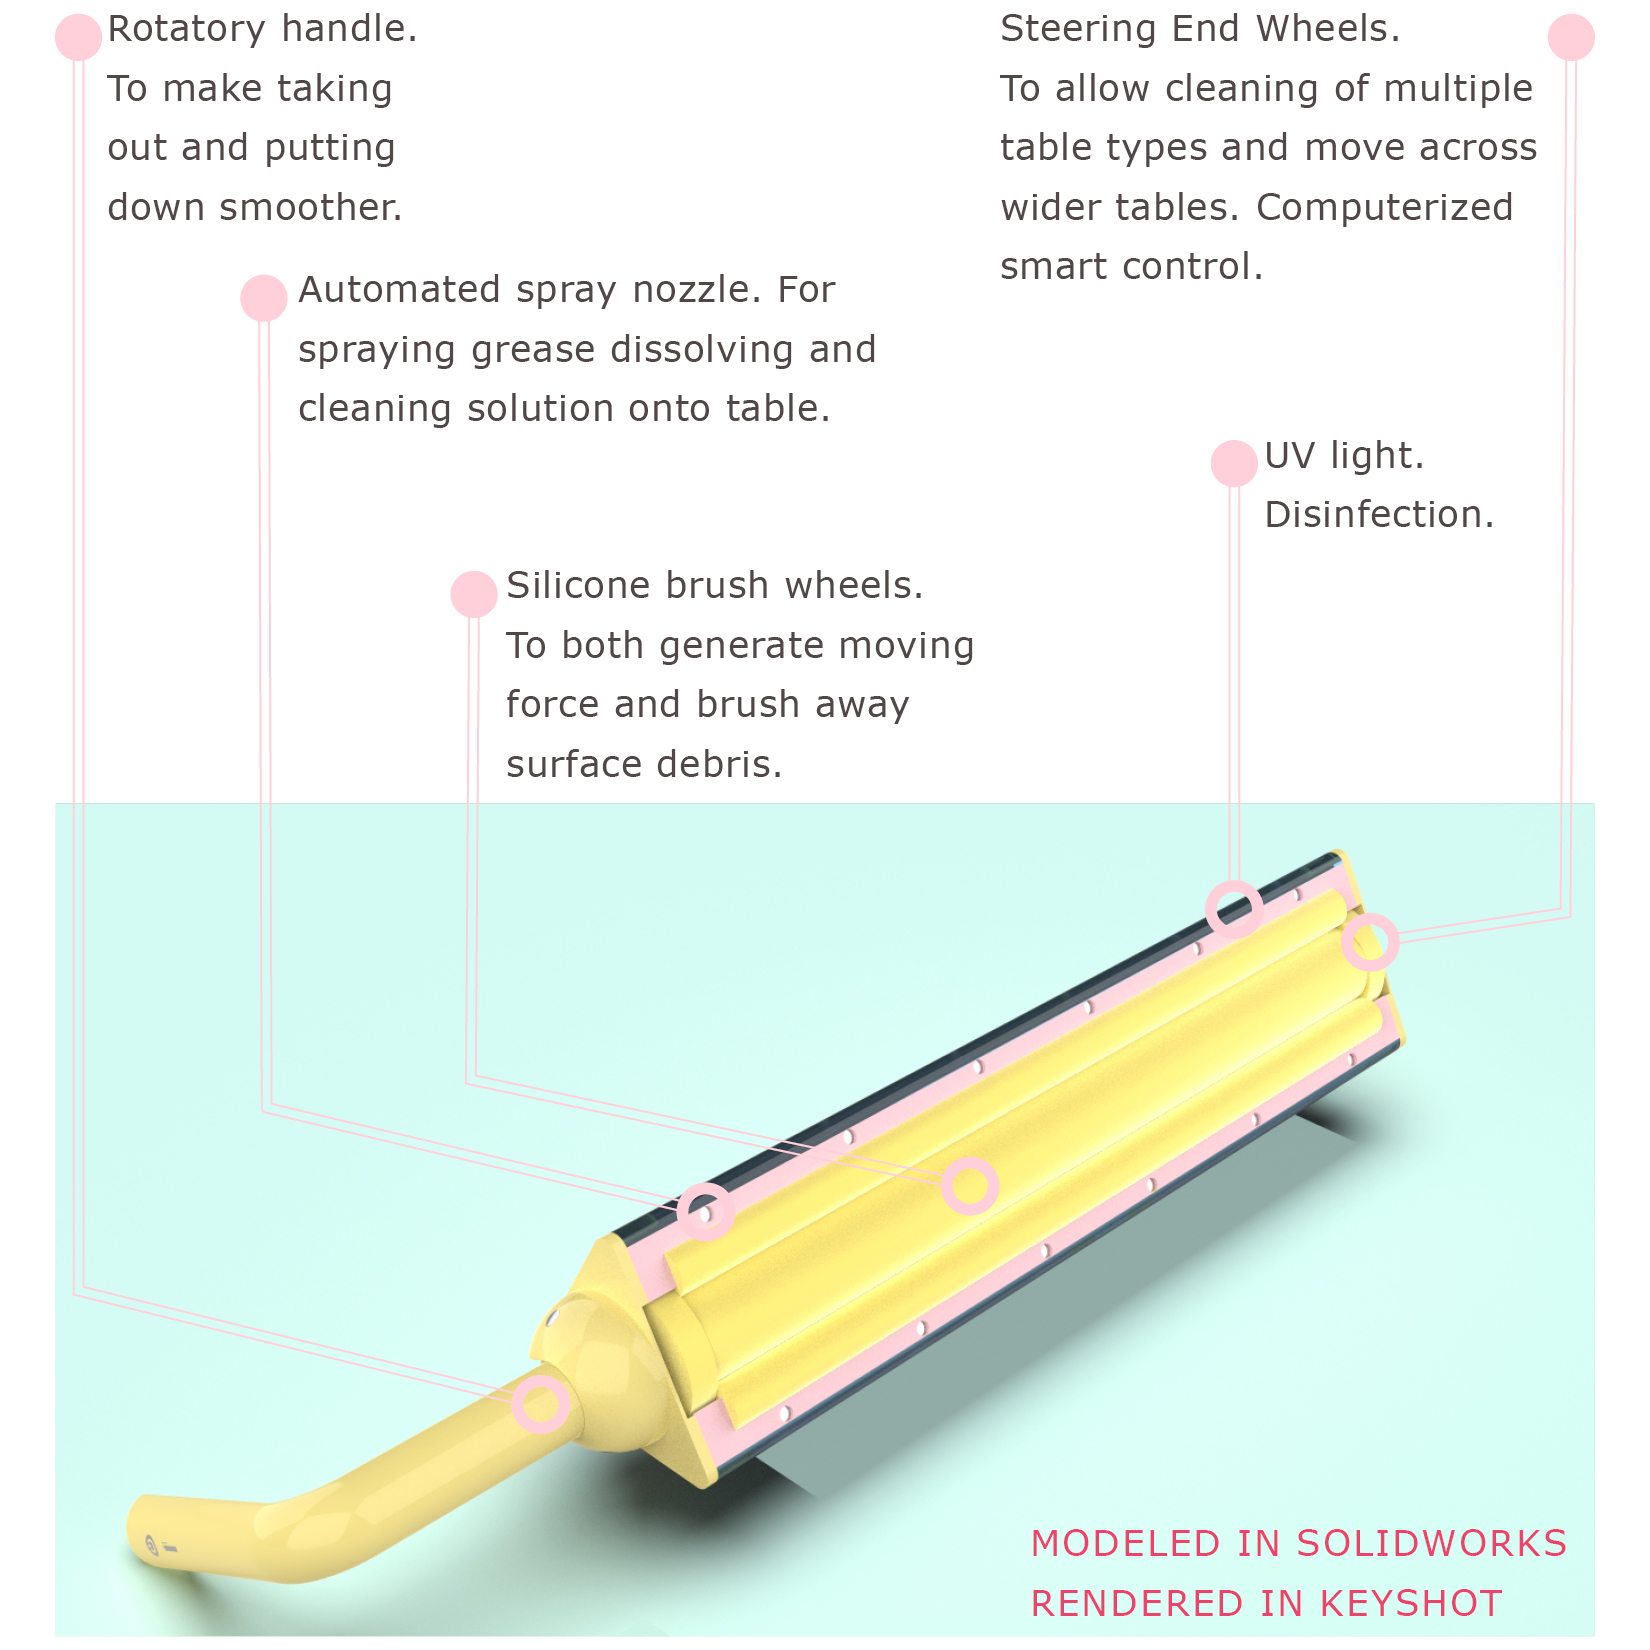 Rotatory handle.
To make taking
out and putting
down smoother.
Steering End Wheels.
To allow cleaning of multiple
table types and move across
wider tables. Computerized
smart control.
Automated spray nozzle. For
spraying grease dissolving and
cleaning solution onto table.
UV light.
Disinfection.
Silicone brush wheels.
To both generate moving
force and brush away
surface debris.
MODELED IN SOLIDWORKS
RENDERED IN KEYSHOT